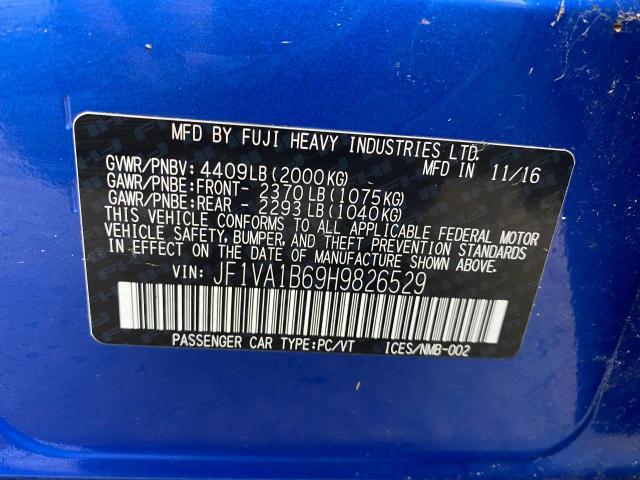 MFD BY FUJI HEAVY INDUSTRIES LTD.
GVWR/PNBV: 4409LB(2000KG) MFD IN 11/16
GAWR/PNBE:FRONT- 2370LB(1075KG)
GAWR/PNBE:REAR - 2293LB(1040KG)
THIS VEHICLE CONFORMS TO ALL APPLICABLE FEDERAL MOTOR
VEHICLE SAFETY, BUMPER, AND THEFT PREVENTION STANDARDS
IN EFFECT ON THE DATE OF MANUFACTURE SHOWN ABOVE.
VIN: JF1VA1B69H9826529
PASSENGER CAR TYPE:PC/VT ICES/NMB-002